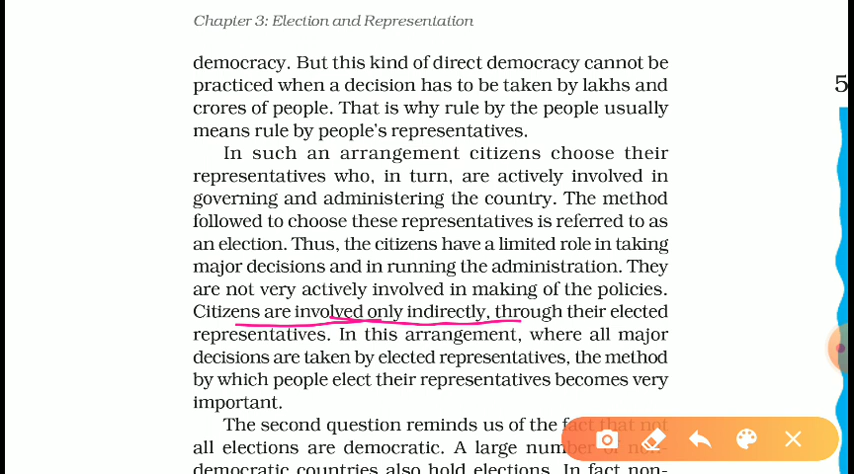 Chapter 3: Election and Representation
democracy. But this kind of direct democracy cannot be
practiced when a decision has to be taken by lakhs and
crores of people. That is why rule by the people usually
means rule by people's representatives.
In such an arrangement citizens choose their
representatives who, in turn, are actively involved in
governing and administering the country. The method
followed to choose these representatives is referred to as
an election. Thus, the citizens have a limited role in taking
major decisions and in running the administration. They
are not very actively involved in making of the policies.
Citizens are involved only indirectly, through their elected
representatives. In this arrangement, where all major
decisions are taken by elected representatives, the method
by which people elect their representatives becomes very
important.
The second question reminds us of the fact that not
all elections are democratic. A large number of non-
democratic countries also hold elections. In fact non-
5